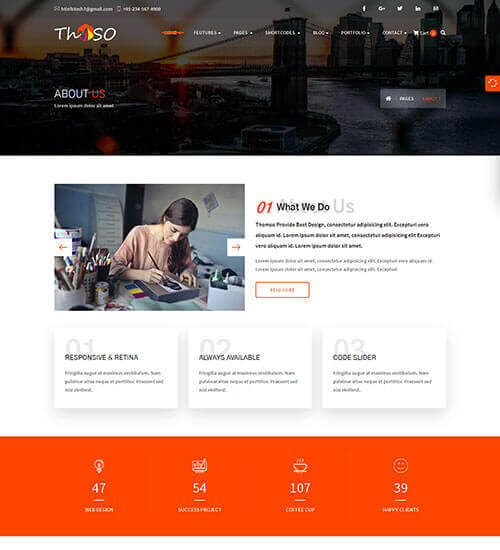 htinfotech7@gmail.com +91-234-567-8900
ThSO
HOME FEATURES PAGES SHORTCODES BLOG PORTFOLIO CONTACT Cart
ABOUT US
Lorem ipsum dolor sit amet
PAGES
About Us
01 What We Do
Themso Provide Best Design, consectetur adipisicing elit. Excepturi vero
aliquam id. Lorem ipsum dolor sit amet, consectetur adipisicing elit. Excepturi
vero aliquam id. Lorem ipsum dolor sit amet.
Lorem ipsum dolor sit amet, consectetur adipisicing elit. Excepturi vero aliquam id.
Lorem ipsum dolor sit amet, consectetur adipisicing elit. Excepturi
READ MORE
01
RESPONSIVE & RETINA
Fringilla augue at maximus vestibulum. Nam
pulvinar vitae neque et porttitor. Praesent sed
nisi eleifend.
02
ALWAYS AVAILABLE
Fringilla augue at maximus vestibulum. Nam
pulvinar vitae neque et porttitor. Praesent sed
nisi eleifend.
03
CODE SLIDER
Fringilla augue at maximus vestibulum. Nam
pulvinar vitae neque et porttitor. Praesent sed
nisi eleifend.
47
WEB DESIGN
54
SUCCESS PROJECT
107
COFFEE CUP
39
HAPPY CLIENTS